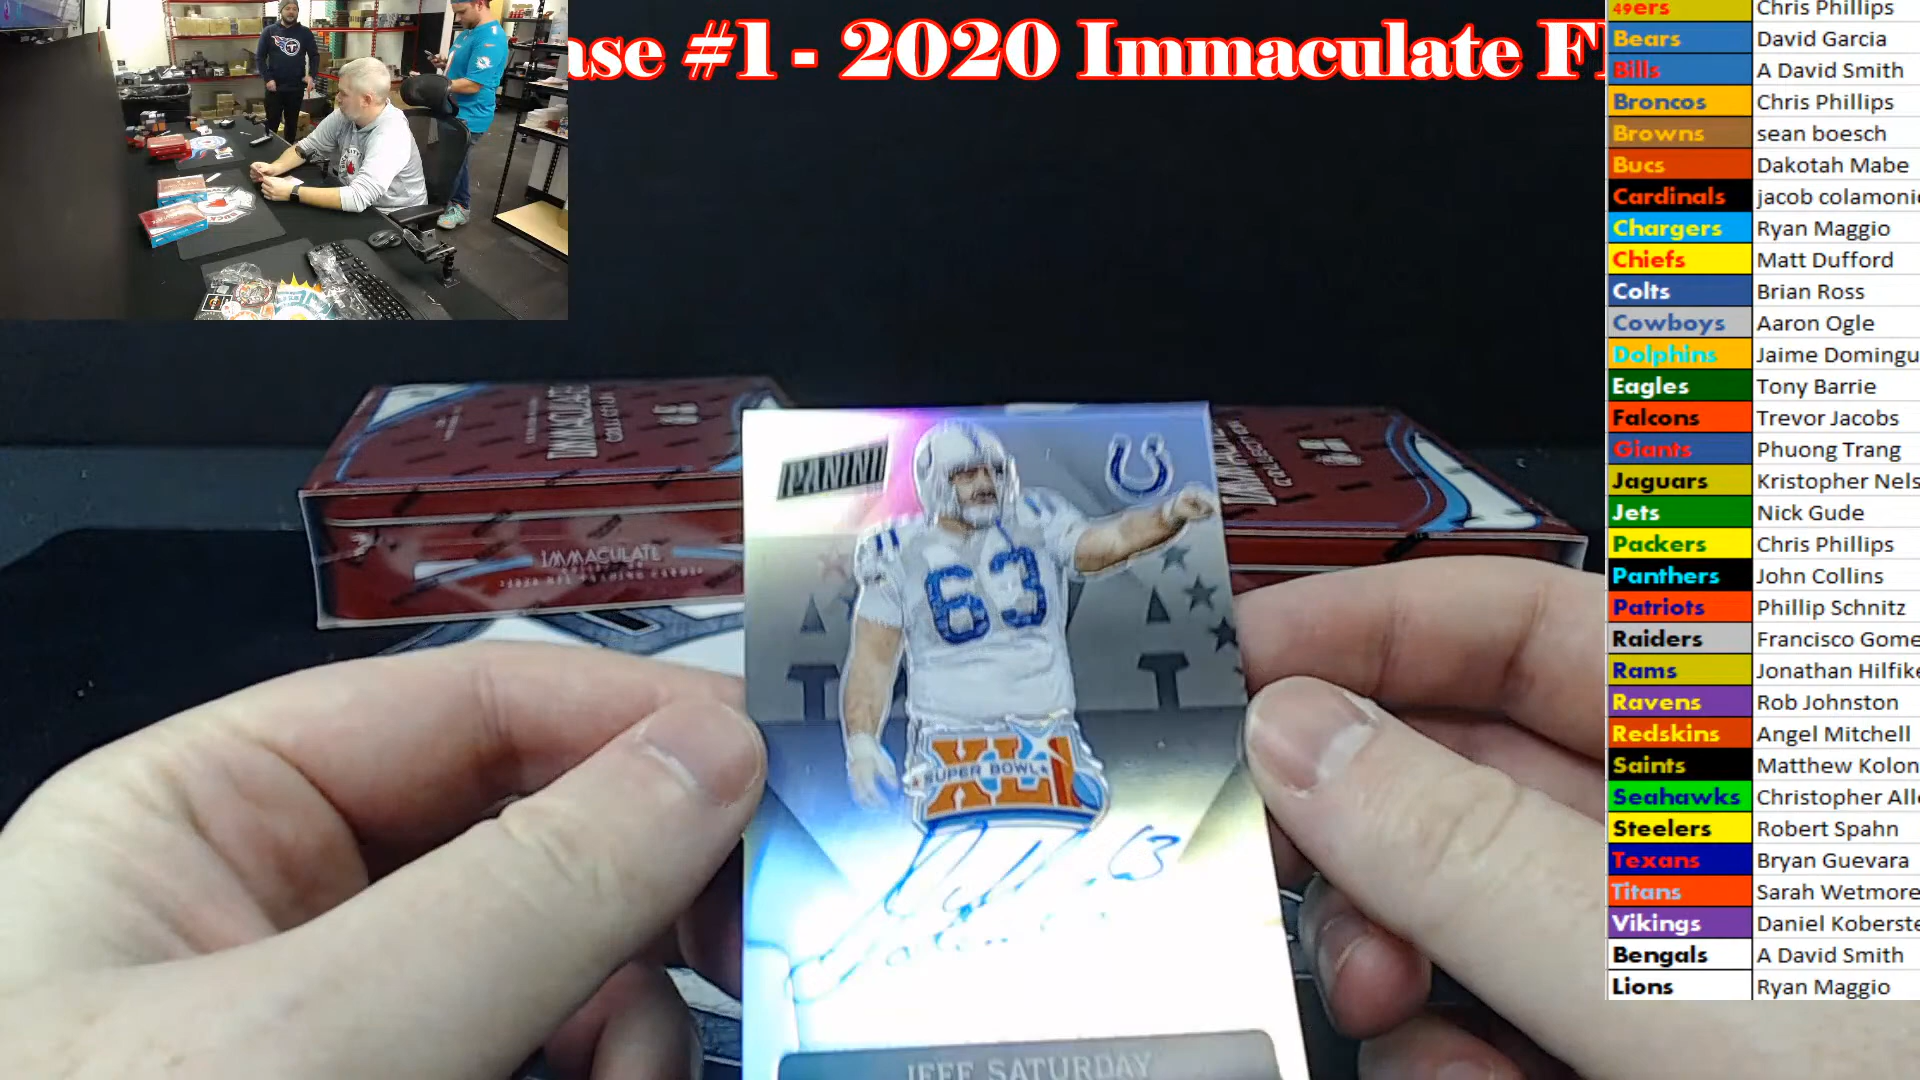 ase #1 - 2020 Immaculate F
49ers Chris Phillips
Bears David Garcia
Bills A David Smith
Broncos Chris Phillips
Browns sean boesch
Bucs Dakotah Mabe
Cardinals jacob colamoni
Chargers Ryan Maggio
Chiefs Matt Dufford
Colts Brian Ross
Cowboys Aaron Ogle
Dolphins Jaime Domingu
Eagles Tony Barrie
Falcons Trevor Jacobs
Giants Phuong Trang
Jaguars Kristopher Nels
Jets Nick Gude
Packers Chris Phillips
Panthers John Collins
Patriots Phillip Schnitz
Raiders Francisco Gome
Rams Jonathan Hilfike
Ravens Rob Johnston
Redskins Angel Mitchell
Saints Matthew Kolon
Seahawks Christopher All
Steelers Robert Spahn
Texans Bryan Guevara
Titans Sarah Wetmore
Vikings Daniel Koberste
Bengals A David Smith
Lions Ryan Maggio
IMMACULATE
IMMACULATE
PANINI
63
XLI
SUPER BOWL
63
JEFF SATURDAY